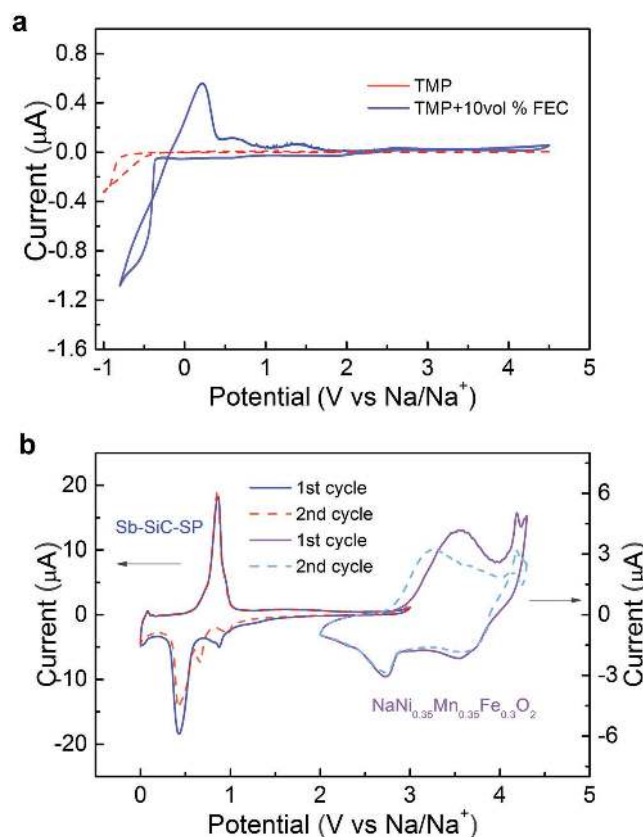 a
0.8
0.4
0.0
-0.4
-0.8
-1.2
-1.6
Current (μA)
TMP
TMP+10vol % FEC
-1 0 1 2 3 4 5
Potential (V vs Na/Na⁺)
b
20
10
0
-10
-20
Current (μA)
Sb-SiC-SP
1st cycle
2nd cycle
1st cycle
2nd cycle
NaNi₀.₃₅Mn₀.₃₅Fe₀.₃O₂
6
3
0
-3
-6
Current (μA)
0 1 2 3 4 5
Potential (V vs Na/Na⁺)